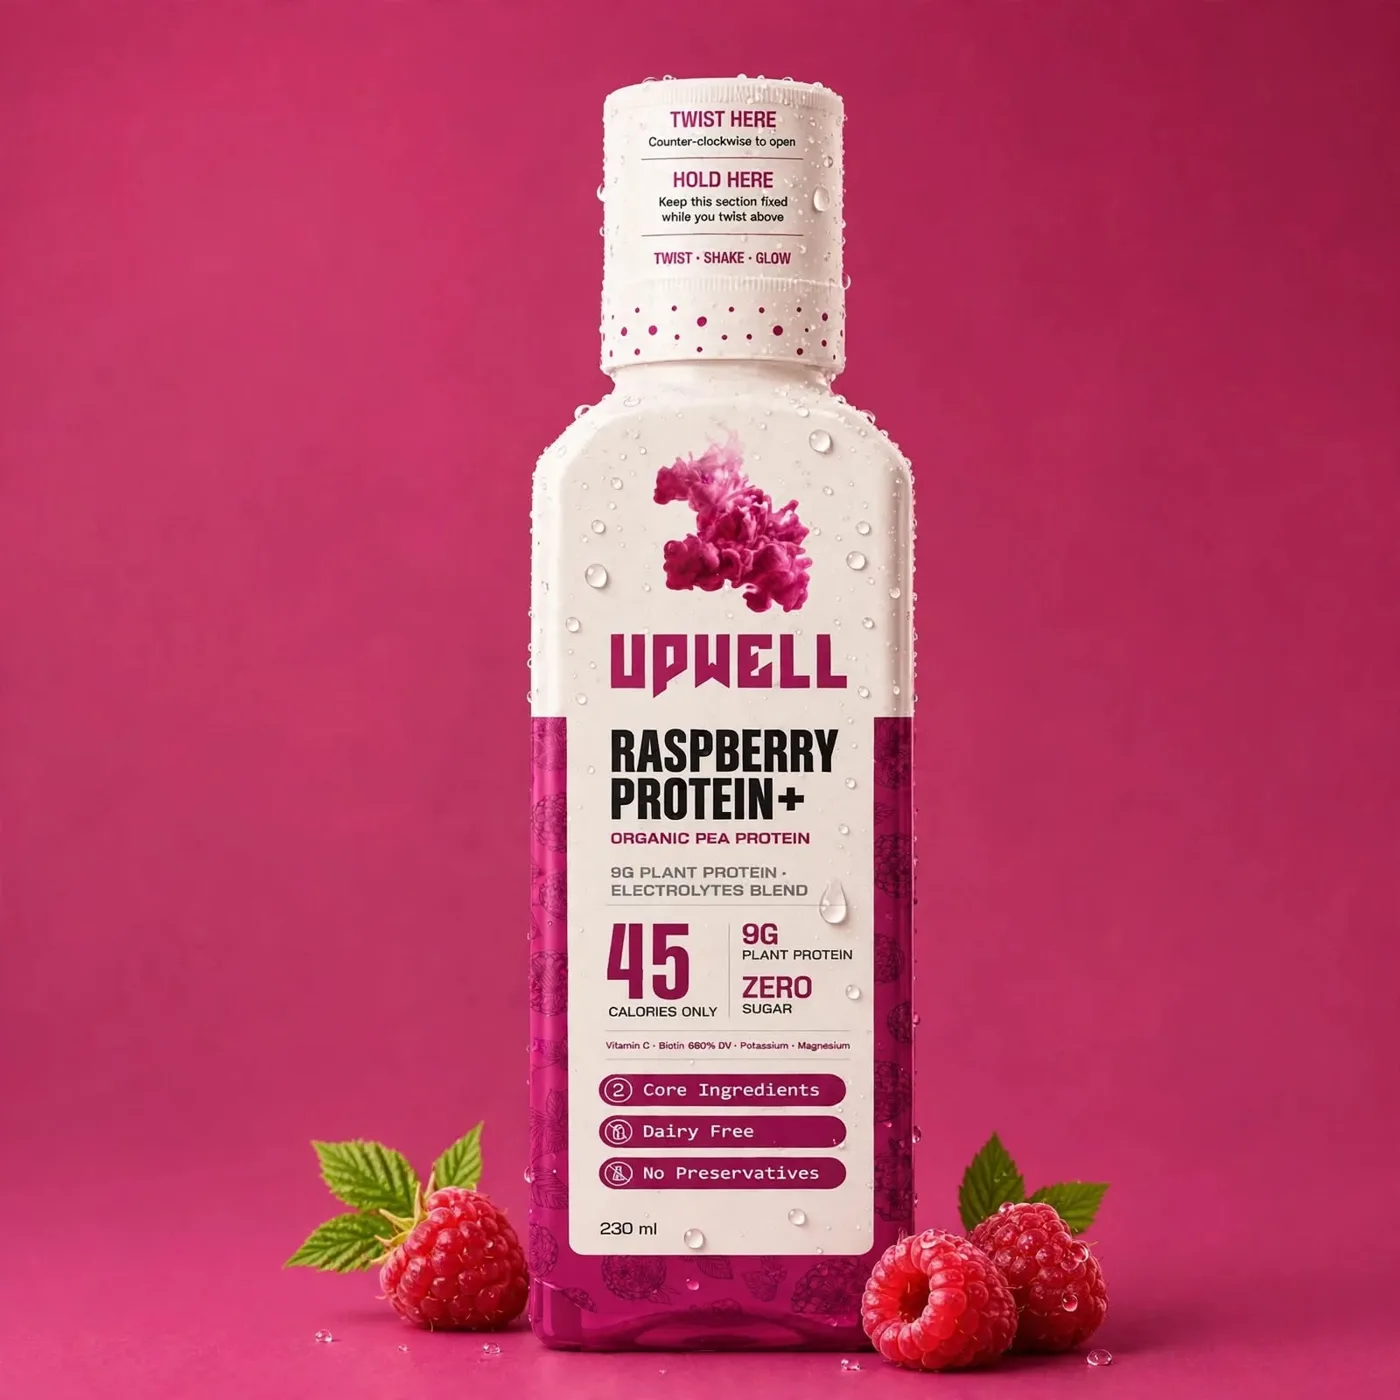 TWIST HERE
Counter-clockwise to open
HOLD HERE
Keep this section fixed
while you twist above
TWIST · SHAKE · GLOW
UPWELL
RASPBERRY
PROTEIN+
ORGANIC PEA PROTEIN
9G PLANT PROTEIN ·
ELECTROLYTES BLEND
45
CALORIES ONLY
9G
PLANT PROTEIN
ZERO
SUGAR
Vitamin C · Biotin 660% DV · Potassium · Magnesium
2 Core Ingredients
Dairy Free
No Preservatives
230 ml